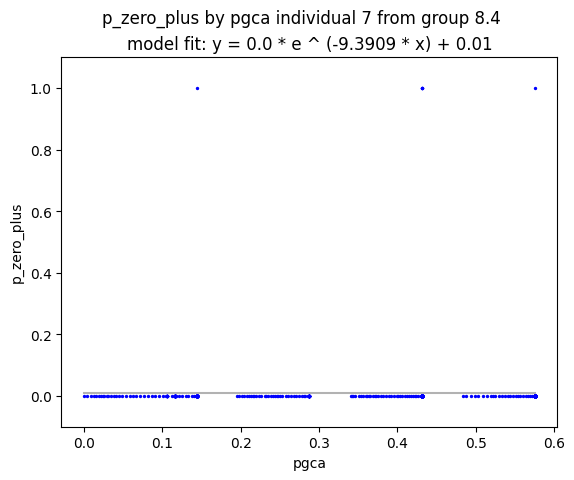 p_zero_plus by pgca individual 7 from group 8.4
model fit: y = 0.0 * e ^ (-9.3909 * x) + 0.01
1.0
0.8
0.6
0.4
0.2
0.0
p_zero_plus
0.0 0.1 0.2 0.3 0.4 0.5 0.6
pgca